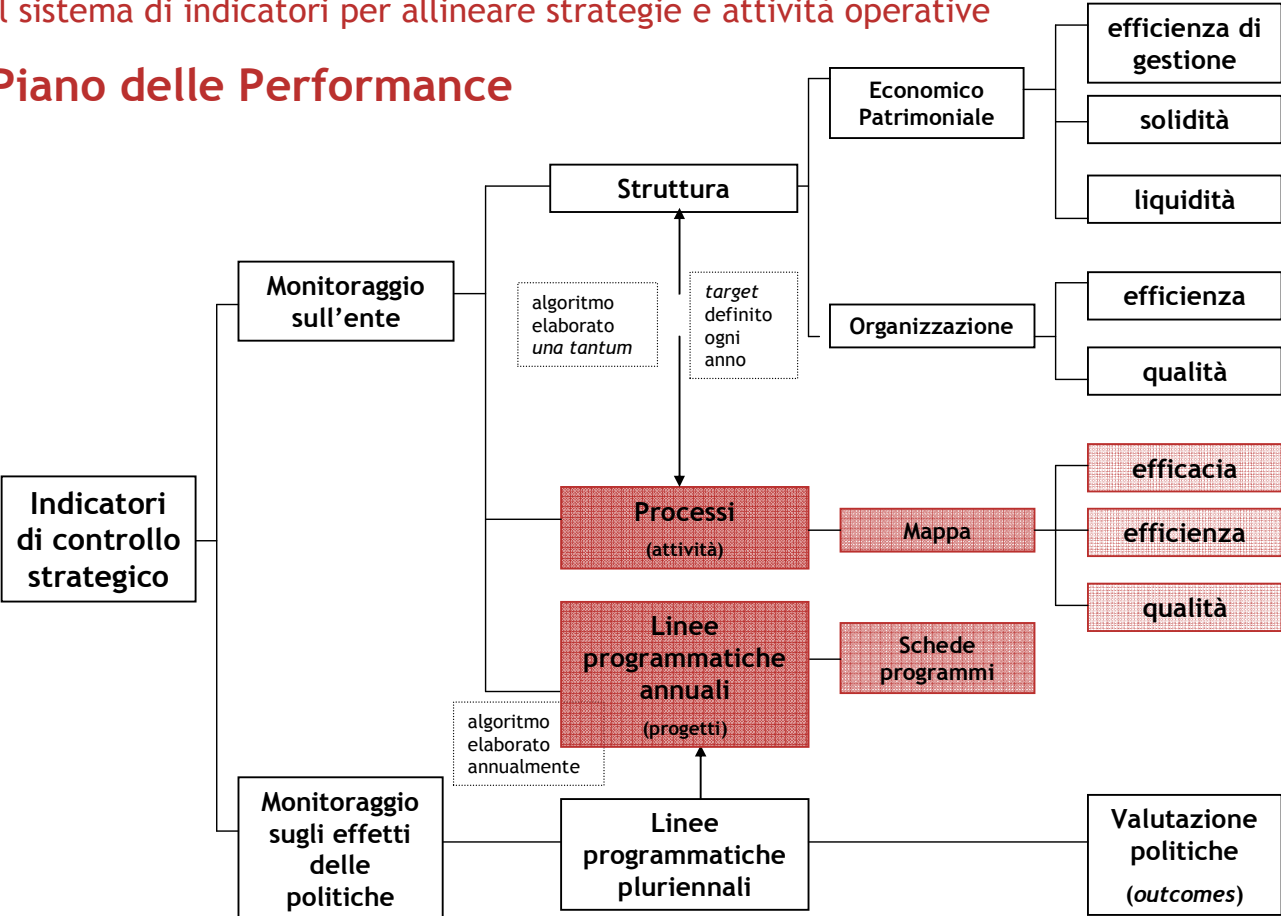 l sistema di indicatori per allineare strategie e attività operative
Piano delle Performance
efficienza di
gestione
Economico
Patrimoniale
solidità
Struttura
liquidità
Monitoraggio
sull'ente
algoritmo
elaborato
una tantum
target
definito
ogni
anno
Organizzazione
efficienza
qualità
Indicatori
di controllo
strategico
Processi
(attività)
Mappa
efficacia
efficienza
qualità
Linee
programmatiche
annuali
(progetti)
Schede
programmi
algoritmo
elaborato
annualmente
Monitoraggio
sugli effetti
delle
politiche
Linee
programmatiche
pluriennali
Valutazione
politiche
(outcomes)